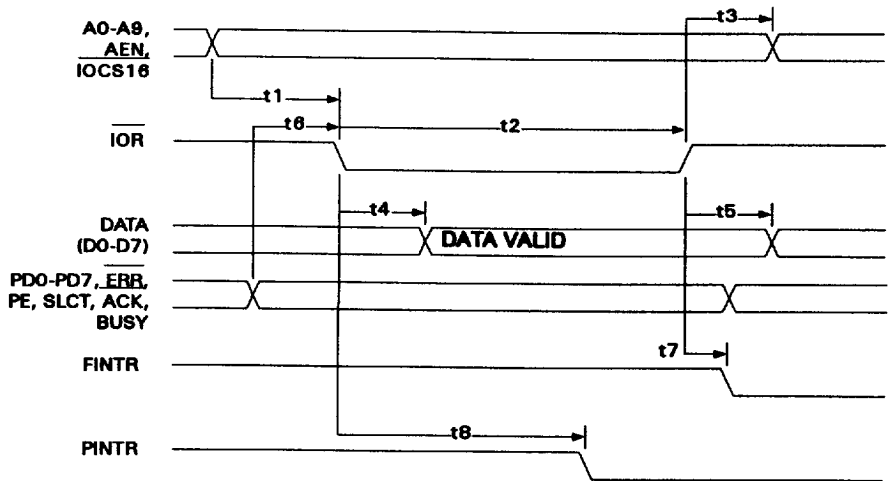 A0-A9,
AEN,
IOCS16
t3
t1
t6
t2
IOR
t4
t5
DATA
(D0-D7)
DATA VALID
PD0-PD7, ERR,
PE, SLCT, ACK,
BUSY
t7
FINTR
t8
PINTR